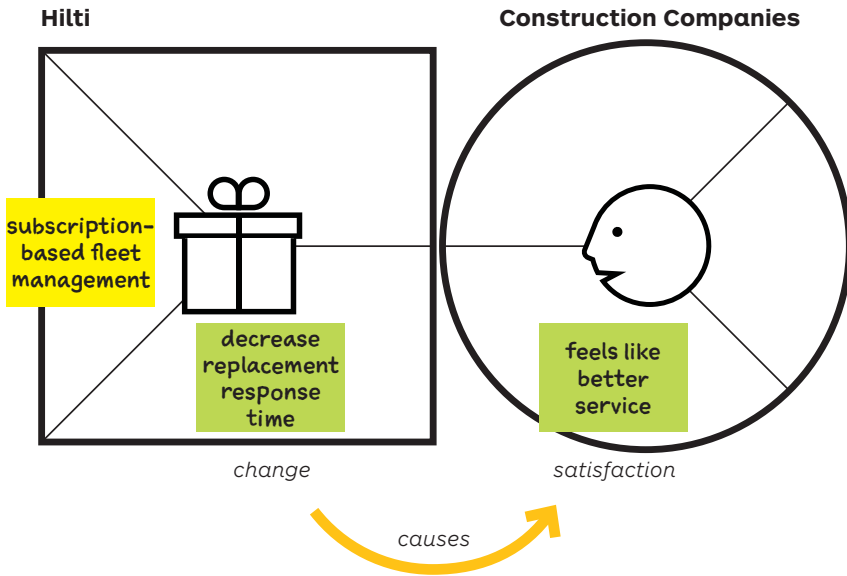 Hilti
Construction Companies
subscription-
based fleet
management
decrease
replacement
response
time
feels like
better
service
change
satisfaction
causes